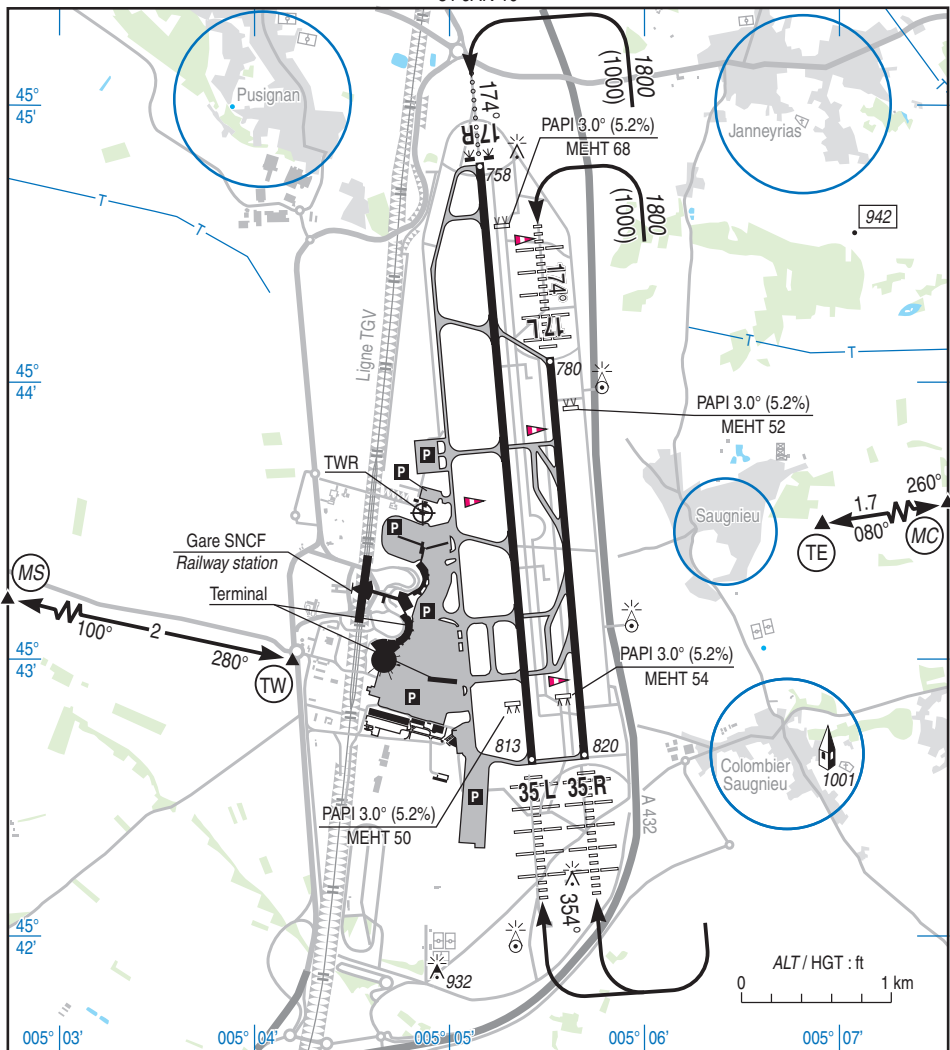 1800
(1000)
45°
45'
Pusignan
174°
17R
PAPI 3.0° (5.2%)
MEHT 68
Janneyrias
758
1800
(1000)
942
T
T
174°
17L
Ligne TGV
T
T
45°
44'
780
PAPI 3.0° (5.2%)
MEHT 52
P
TWR
P
P
260°
1.7
080°
Saugnieu
TE
MC
Gare SNCF
Railway station
MS
Terminal
P
100°
2
280°
45°
43'
TW
PAPI 3.0° (5.2%)
MEHT 54
P
813
820
Colombier
Saugnieu
1001
35L
35R
P
A 432
PAPI 3.0° (5.2%)
MEHT 50
354°
45°
42'
932
ALT / HGT : ft
0
1 km
005° 03'
005° 04'
005° 05'
005° 06'
005° 07'